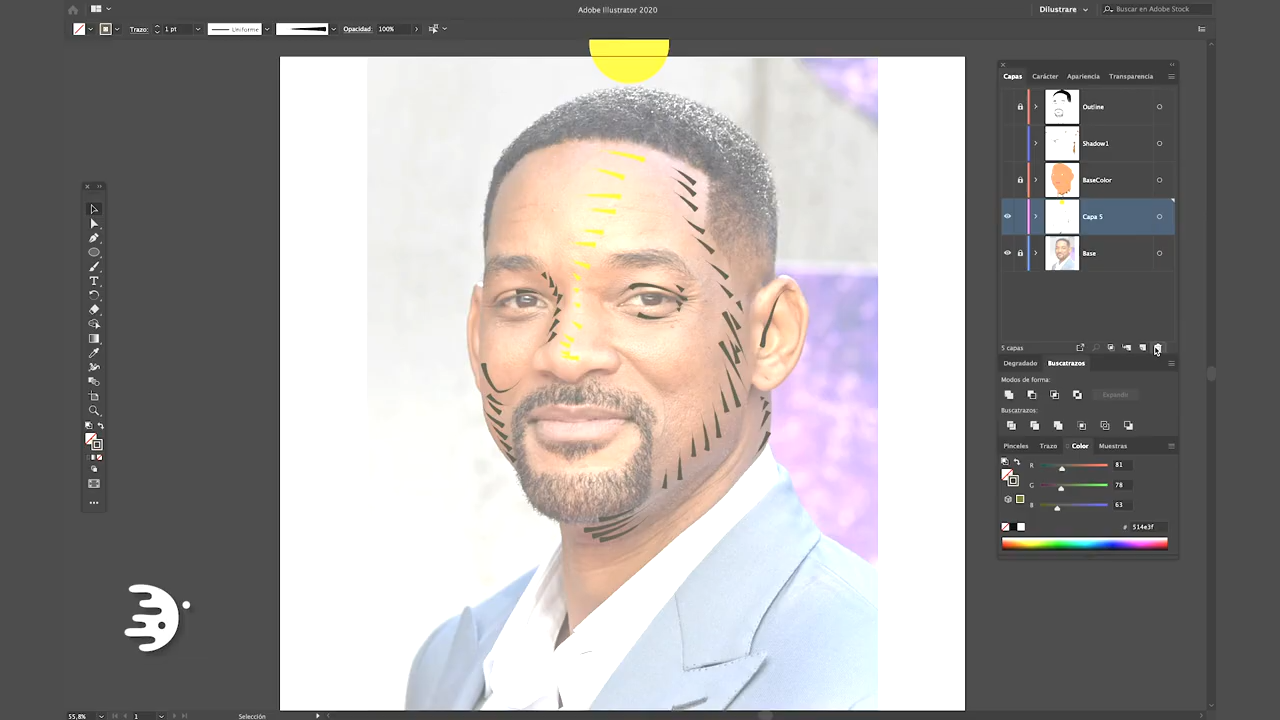 Adobe Illustrator 2020
Dilustrare
Buscar en Adobe Stock
Trazo: 1 pt Uniforme Opacidad: 100%
Capas Carácter Apariencia Transparencia
Outline
Shadow1
BaseColor
Capa 5
Base
5 capas
Degradado Buscatrazos
Modos de forma:
Expandir
Buscatrazos:
Pinceles Trazo Color Muestras
R 81
G 78
B 63
# 514e3f
55,8% 1 Selección
T